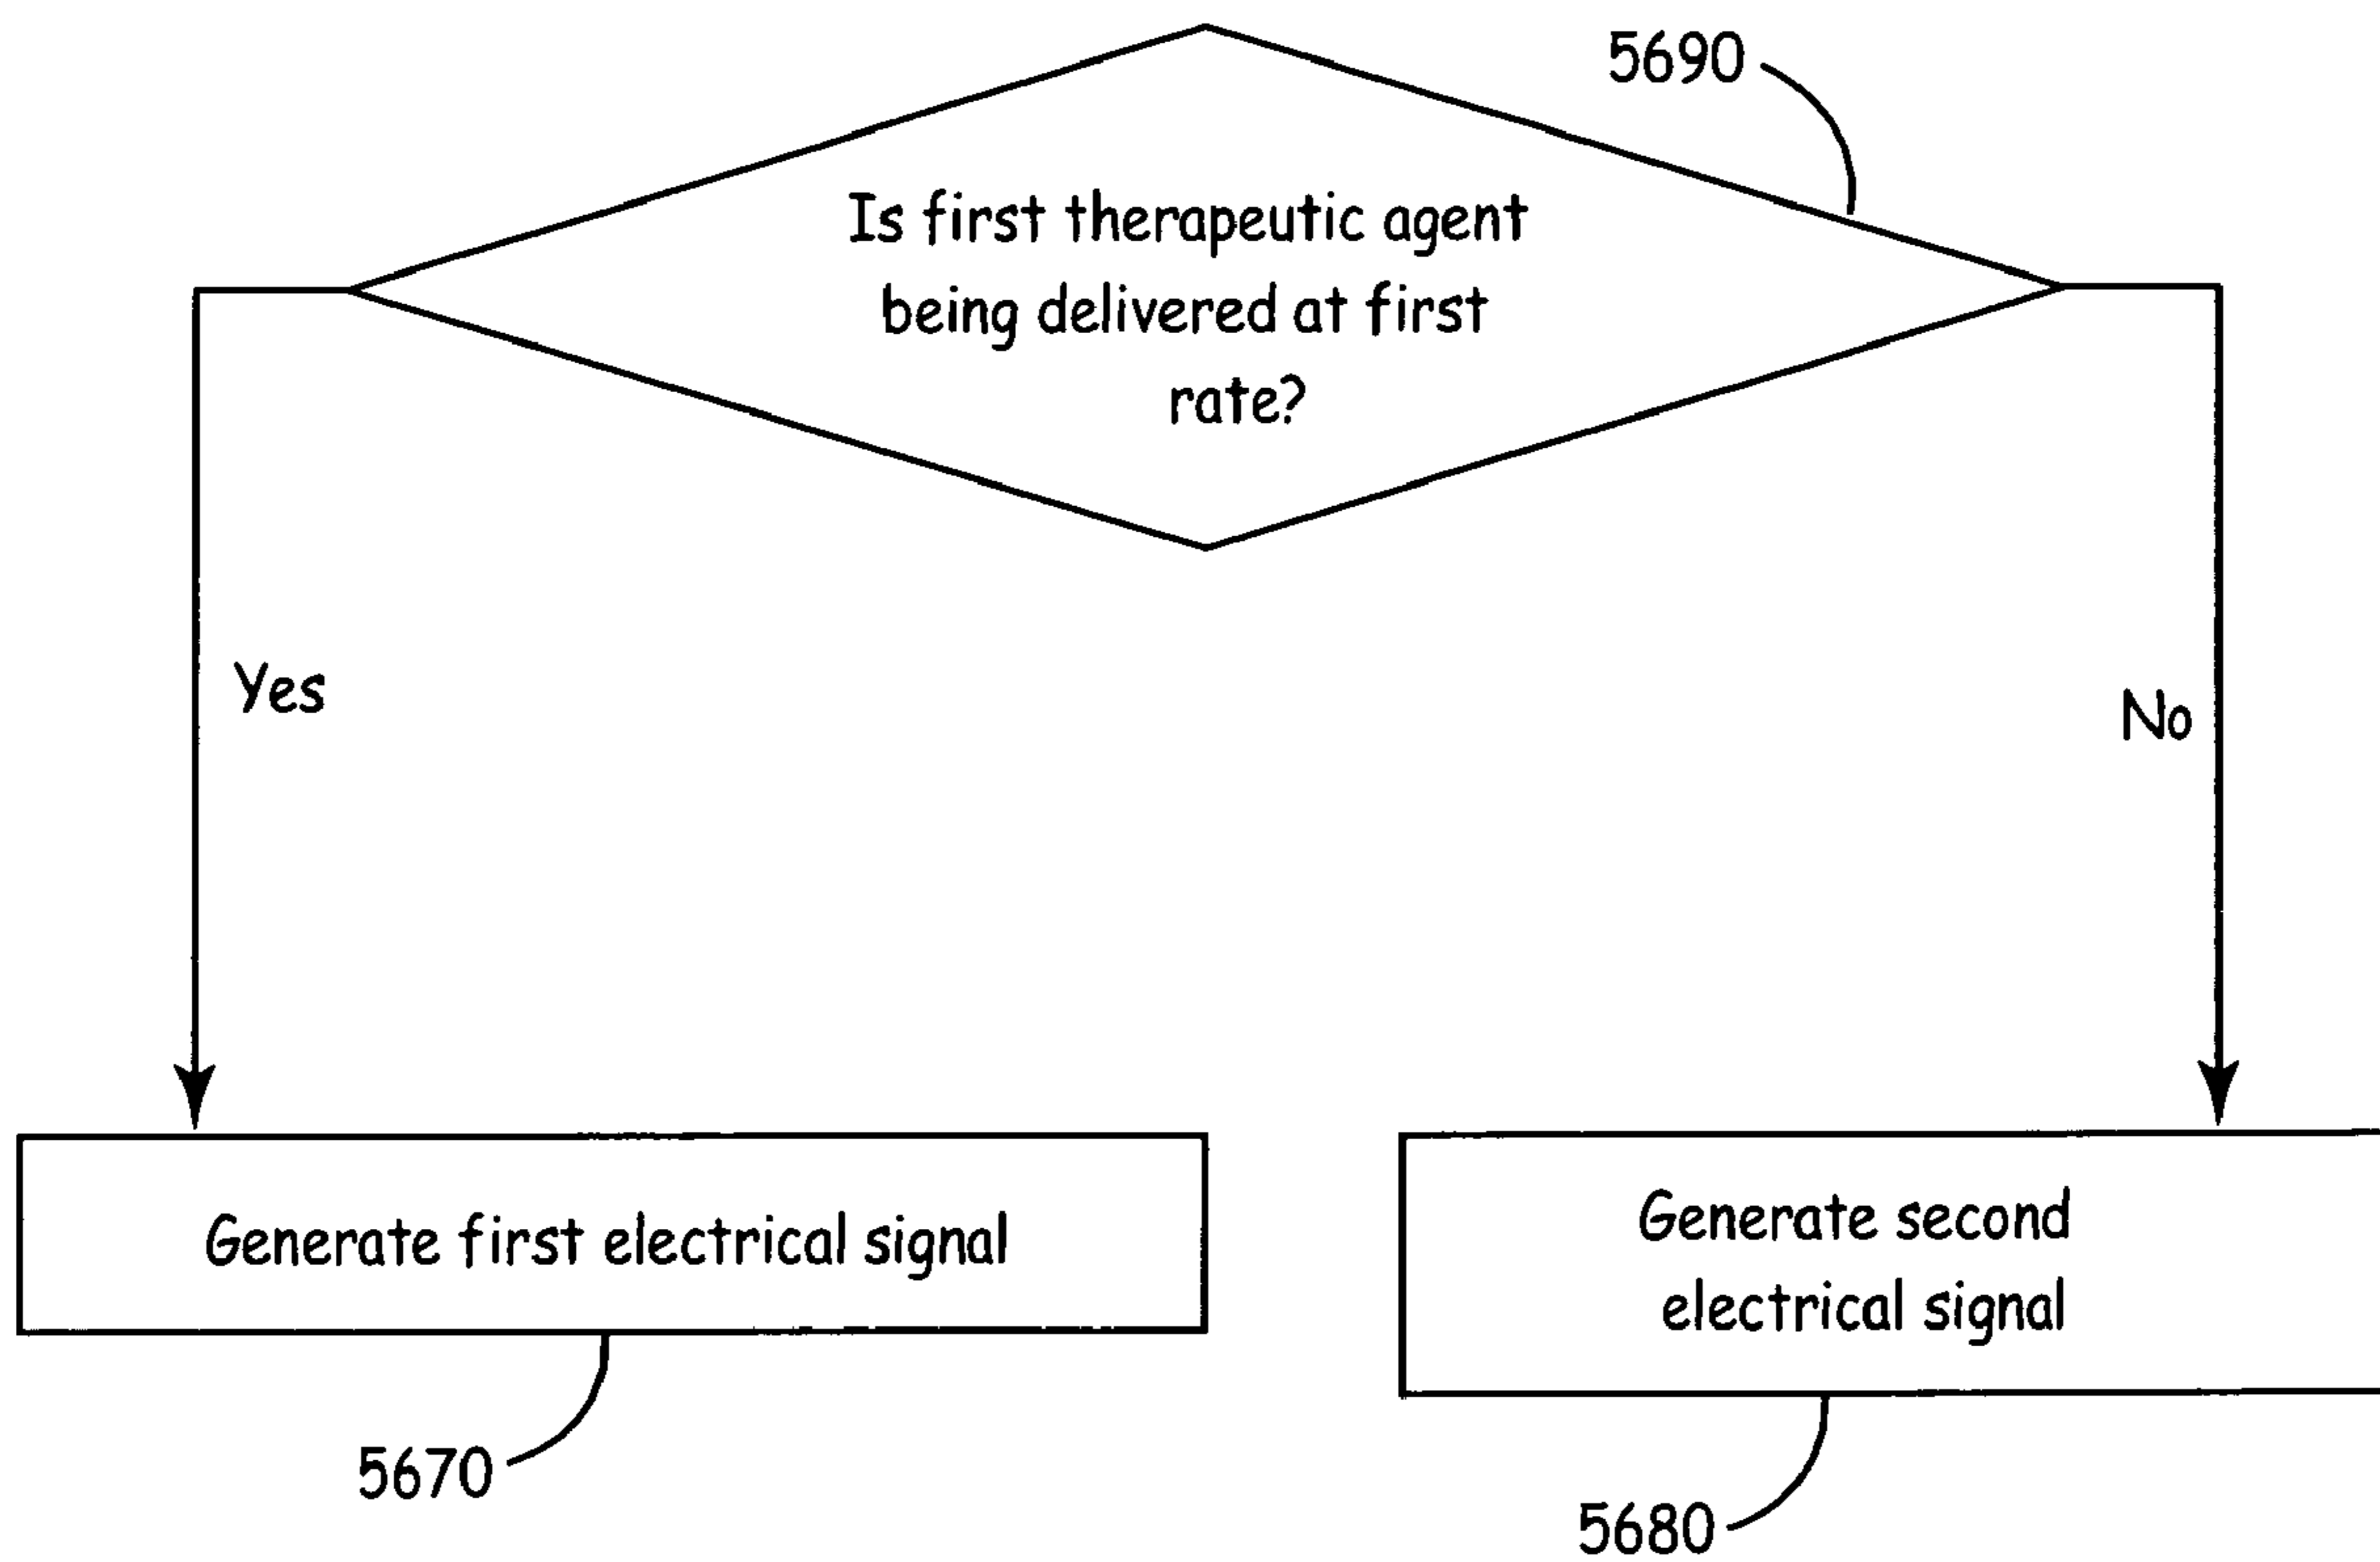 5690
Is first therapeutic agent
being delivered at first
rate?
Yes
No
Generate first electrical signal
Generate second
electrical signal
5670
5680